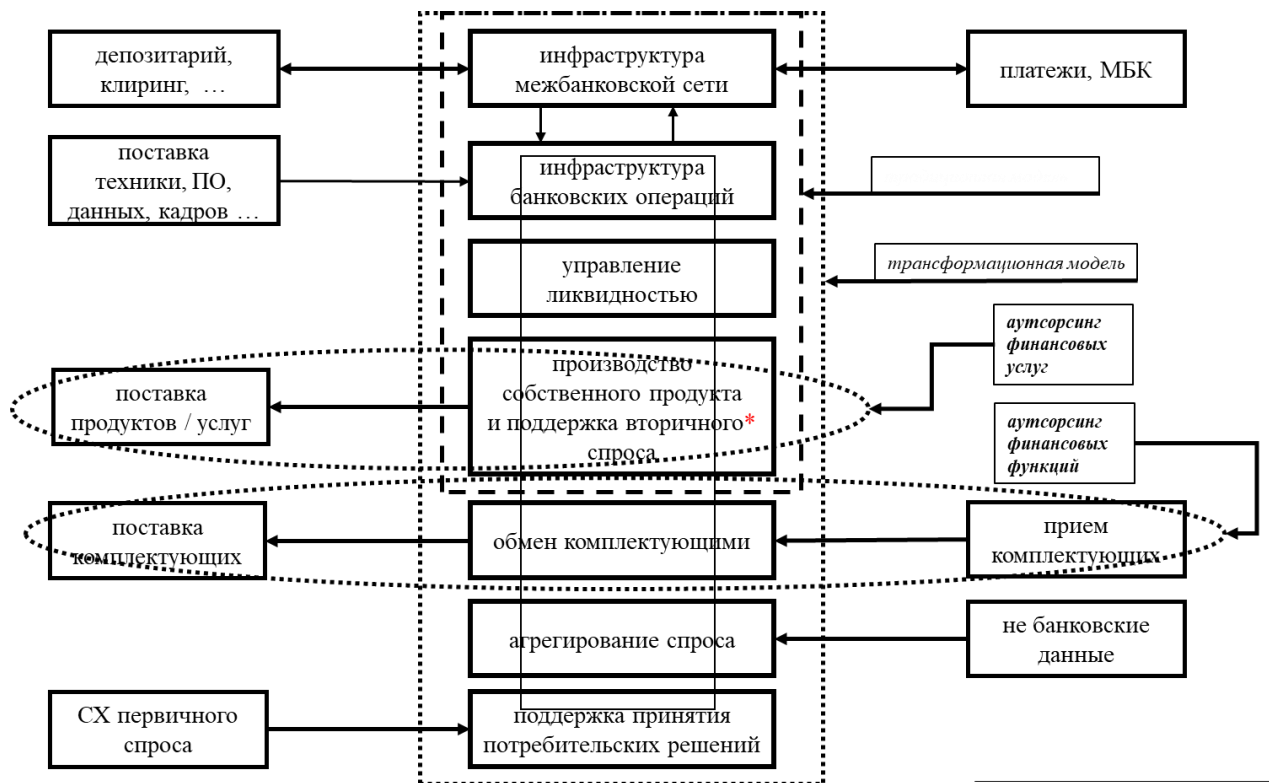 депозитарий,
клиринг, …
инфраструктура
межбанковской сети
платежи, МБК
поставка
техники, ПО,
данных, кадров …
инфраструктура
банковских операций
управление
ликвидностью
трансформационная модель
аутсорсинг
финансовых
услуг
поставка
продуктов / услуг
производство
собственного продукта
и поддержка вторичного*
спроса
аутсорсинг
финансовых
функций
поставка
комплектующих
обмен комплектующими
прием
комплектующих
агрегирование спроса
не банковские
данные
СХ первичного
спроса
поддержка принятия
потребительских решений